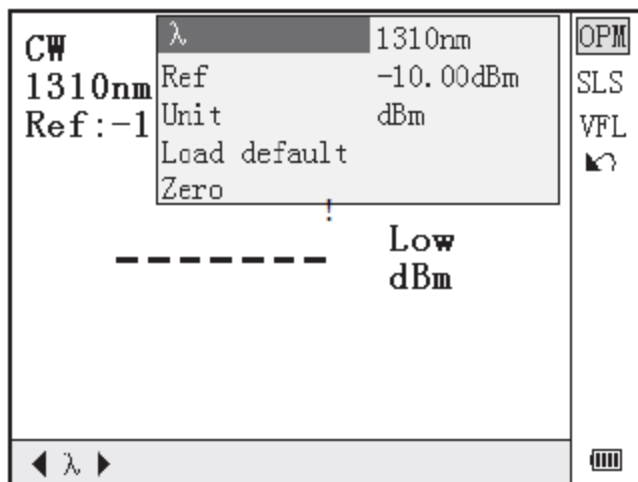 CW
1310nm
Ref:-1
λ 1310nm
Ref -10.00dBm
Unit dBm
Load default
Zero
!
------- Low
dBm
OPM
SLS
VFL
◀ λ ▶